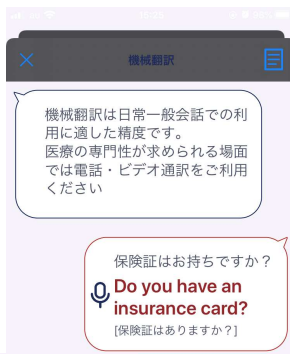 機械翻訳
機械翻訳は日常一般会話での利
用に適した精度です。
医療の専門性が求められる場面
では電話・ビデオ通訳をご利用
ください
保険証はお持ちですか？
Do you have an
insurance card?
[保険証はありますか？]